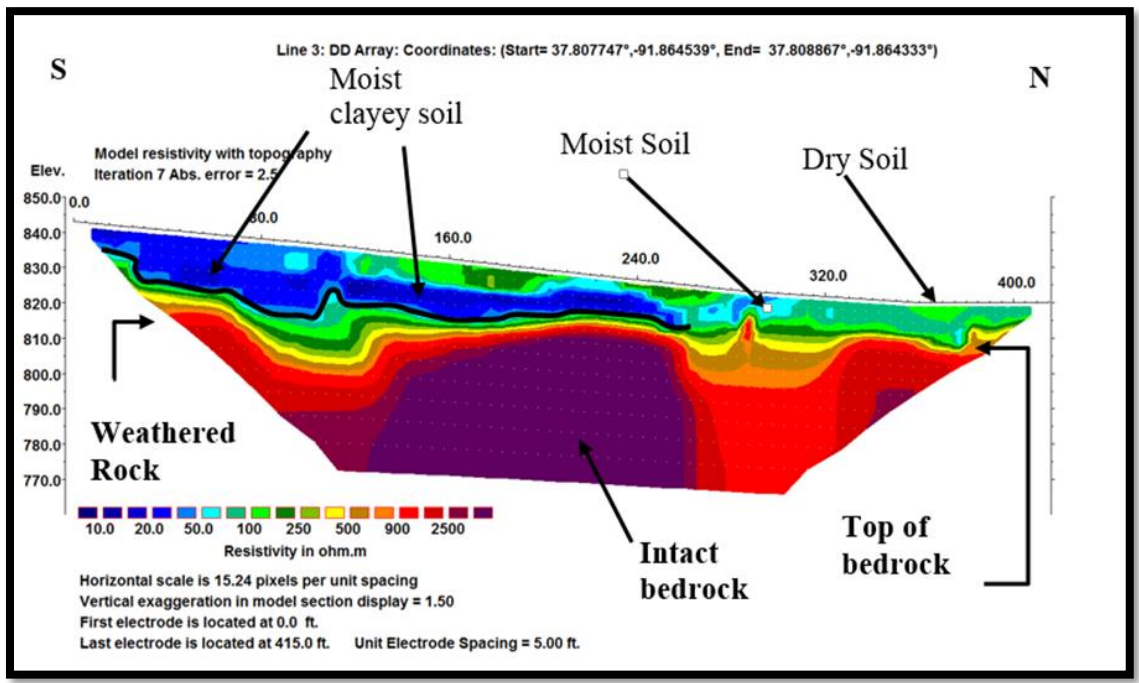 Line 3: DD Array: Coordinates: (Start= 37.807747°,-91.864539°, End= 37.808867°,-91.864333°)
S
N
Moist
clayey soil
Moist Soil
Dry Soil
Model resistivity with topography
Iteration 7 Abs. error = 2.5
Elev.
850.0
840.0
830.0
820.0
810.0
800.0
790.0
780.0
770.0
0.0
80.0
160.0
240.0
320.0
400.0
Weathered
Rock
Intact
bedrock
Top of
bedrock
10.0 20.0 50.0 100 250 500 900 2500
Resistivity in ohm.m
Horizontal scale is 15.24 pixels per unit spacing
Vertical exaggeration in model section display = 1.50
First electrode is located at 0.0 ft.
Last electrode is located at 415.0 ft. Unit Electrode Spacing = 5.00 ft.